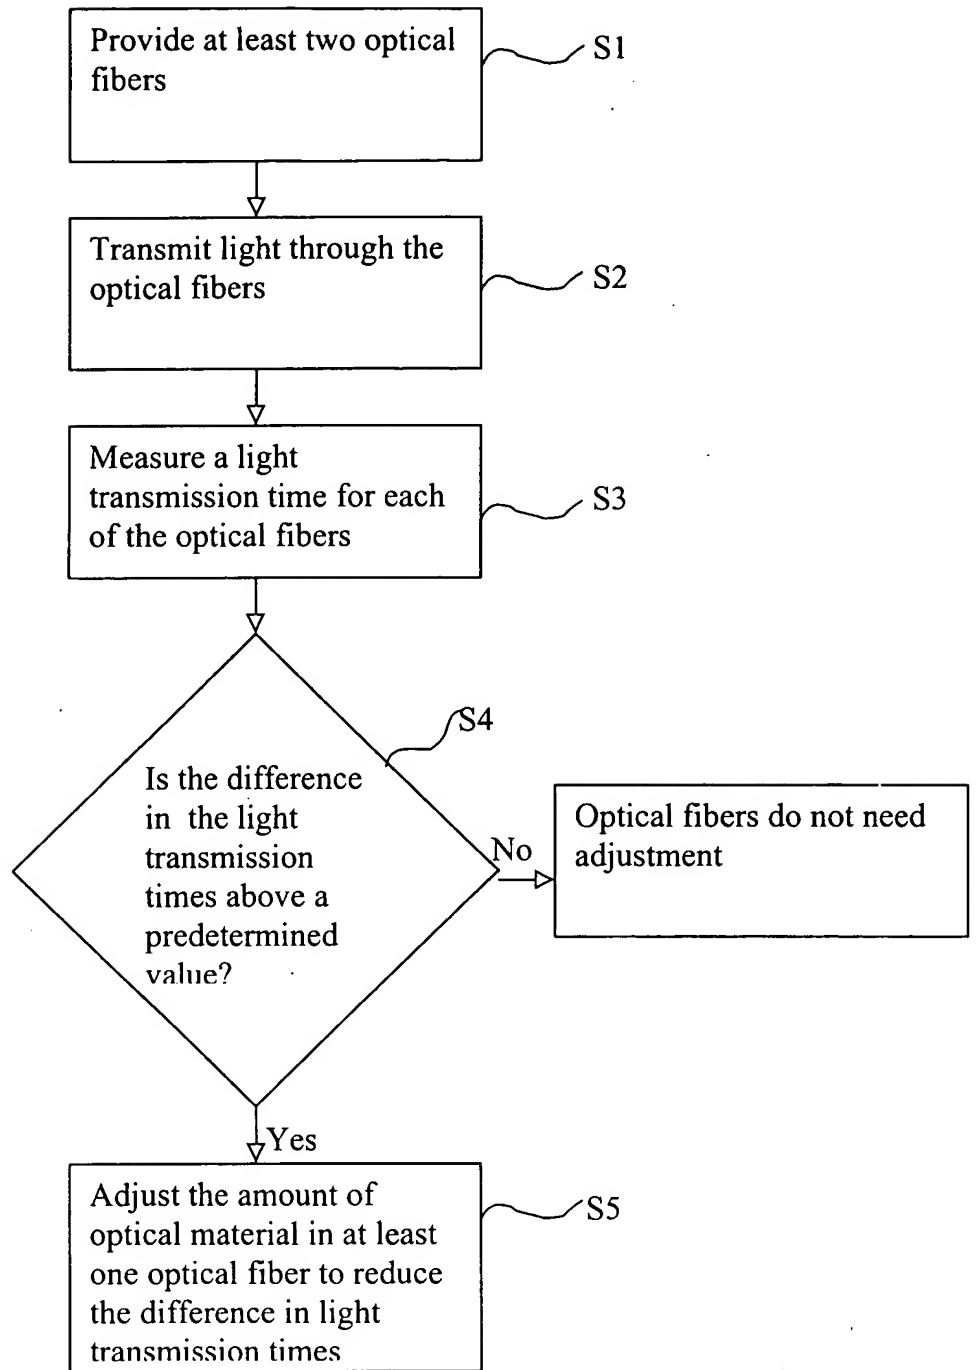 Provide at least two optical
fibers
S1
Transmit light through the
optical fibers
S2
Measure a light
transmission time for each
of the optical fibers
S3
S4
Is the difference
in the light
transmission
times above a
predetermined
value?
No
Optical fibers do not need
adjustment
Yes
Adjust the amount of
optical material in at least
one optical fiber to reduce
the difference in light
transmission times
S5